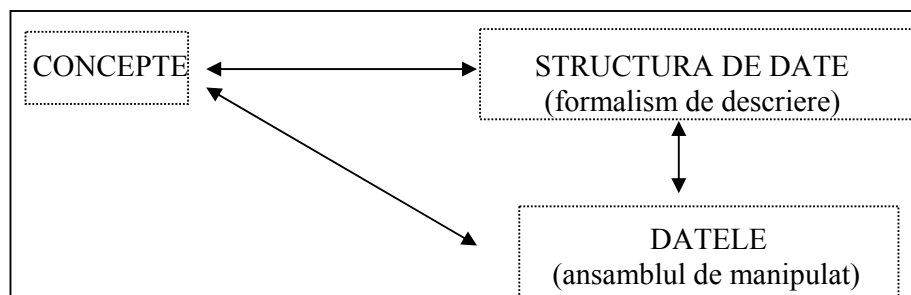 CONCEPTE
STRUCTURA DE DATE
(formalism de descriere)
DATELE
(ansamblul de manipulat)